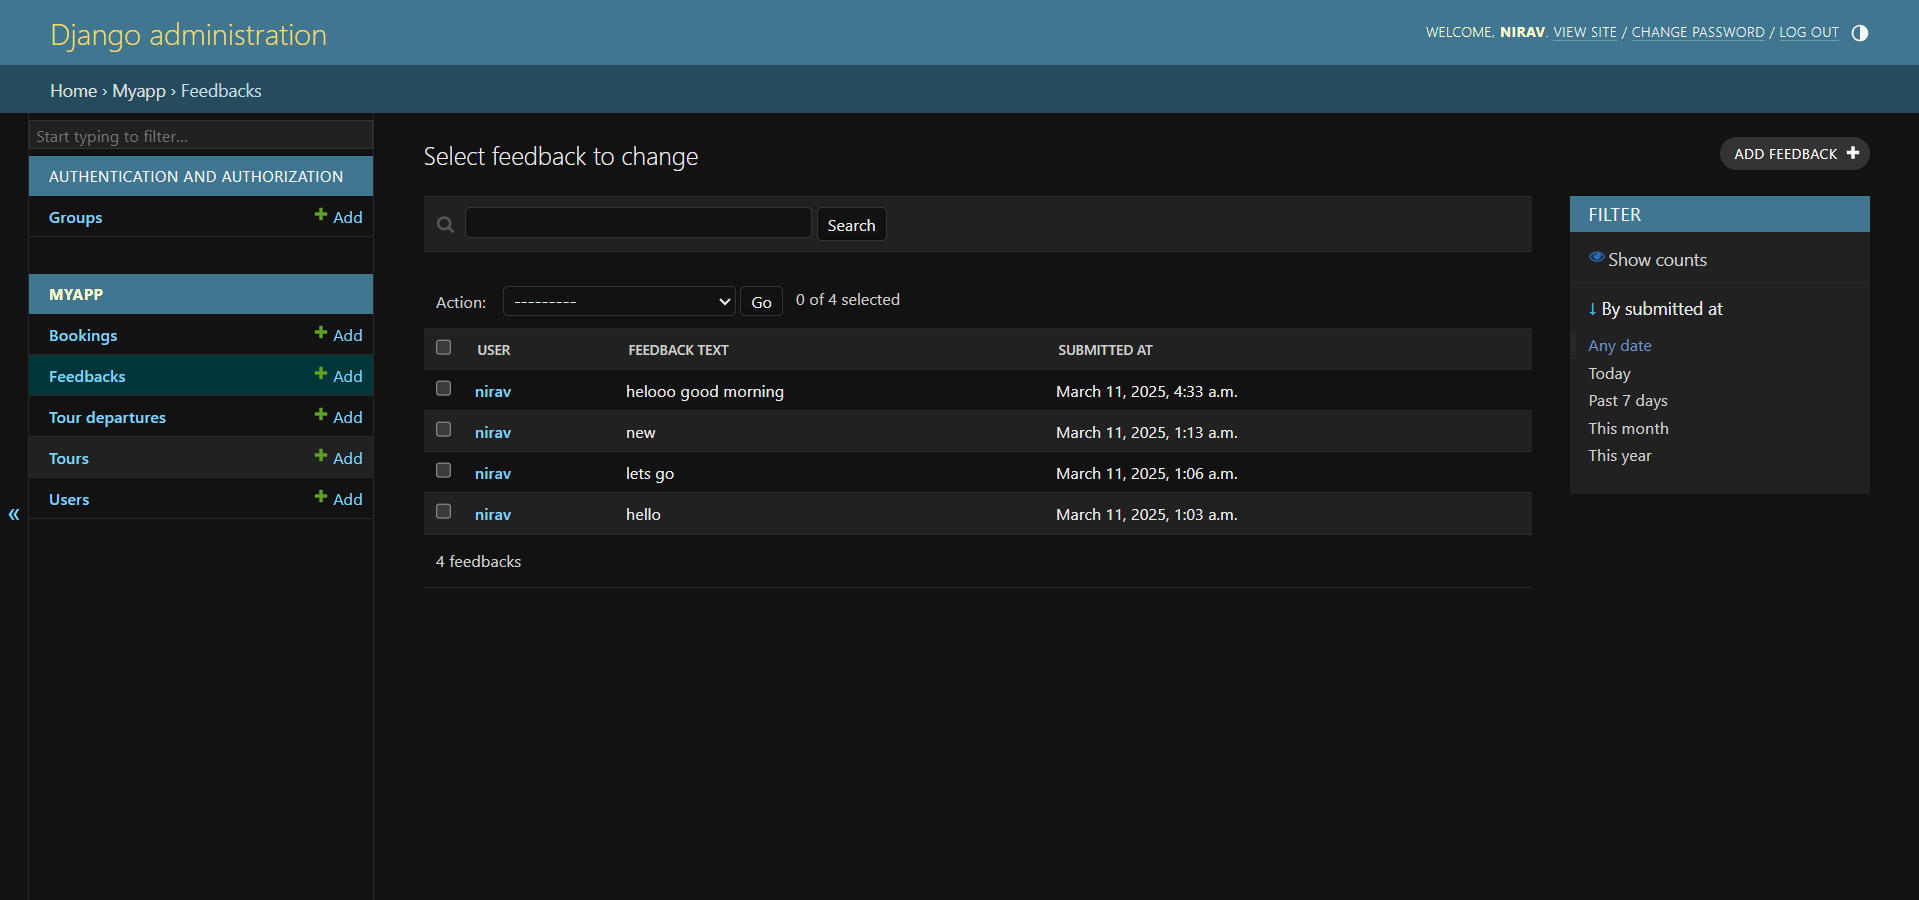 Django administration
WELCOME, NIRAV. VIEW SITE / CHANGE PASSWORD / LOG OUT
Home › Myapp › Feedbacks
Start typing to filter...
AUTHENTICATION AND AUTHORIZATION
Groups Add
MYAPP
Bookings Add
Feedbacks Add
Tour departures Add
Tours Add
Users Add
«
Select feedback to change
ADD FEEDBACK
Search
Action: --------- Go 0 of 4 selected
USER FEEDBACK TEXT SUBMITTED AT
nirav helooo good morning March 11, 2025, 4:33 a.m.
nirav new March 11, 2025, 1:13 a.m.
nirav lets go March 11, 2025, 1:06 a.m.
nirav hello March 11, 2025, 1:03 a.m.
4 feedbacks
FILTER
Show counts
↓ By submitted at
Any date
Today
Past 7 days
This month
This year